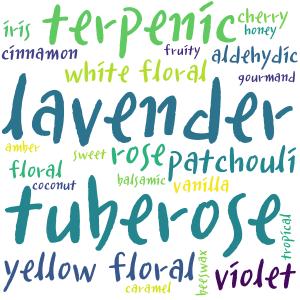 iris terpenic cherry
honey
cinnamon fruity aldehydic
white floral gourmand
lavender
amber sweet rose patchouli
floral
coconut balsamic vanilla
tuberose
tropical
yellow floral beeswax violet
caramel